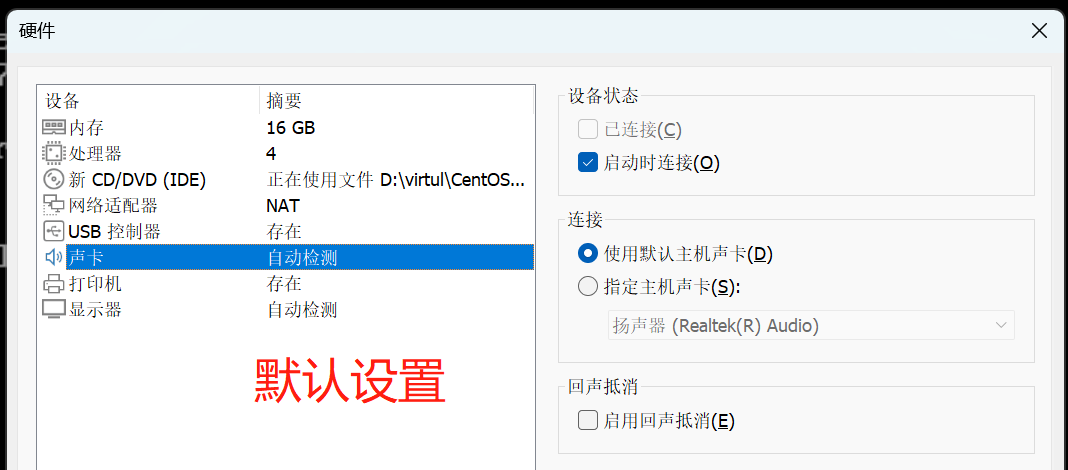 硬件
设备 摘要
内存 16 GB
处理器 4
新 CD/DVD (IDE) 正在使用文件 D:\virtul\CentOS...
网络适配器 NAT
USB 控制器 存在
声卡 自动检测
打印机 存在
显示器 自动检测
默认设置
设备状态
已连接(C)
启动时连接(O)
连接
使用默认主机声卡(D)
指定主机声卡(S):
扬声器 (Realtek(R) Audio)
回声抵消
启用回声抵消(E)